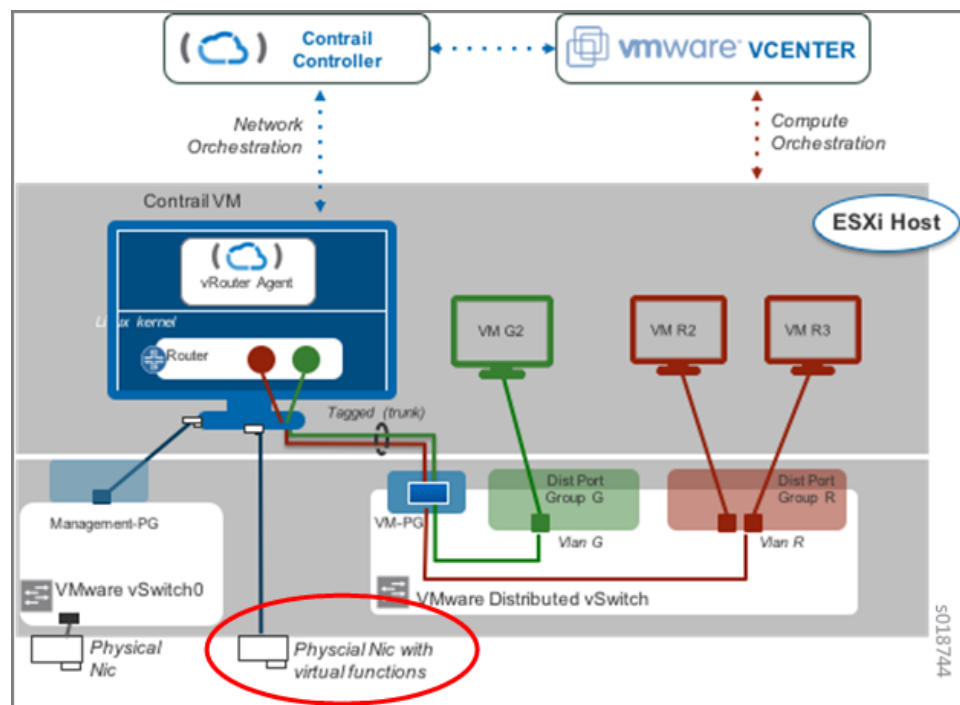 Contrail
Controller
vmware VCENTER
Network
Orchestration
Compute
Orchestration
Contrail VM
ESXi Host
vRouter Agent
Linux kernel
Router
VM G2
VM R2
VM R3
Tagged (trunk)
Dist Port
Group G
Dist Port
Group R
Management-PG
VM-PG
Vlan G
Vlan R
VMware vSwitch0
VMware Distributed vSwitch
Physical
Nic
Physcial Nic with
virtual functions
s018744